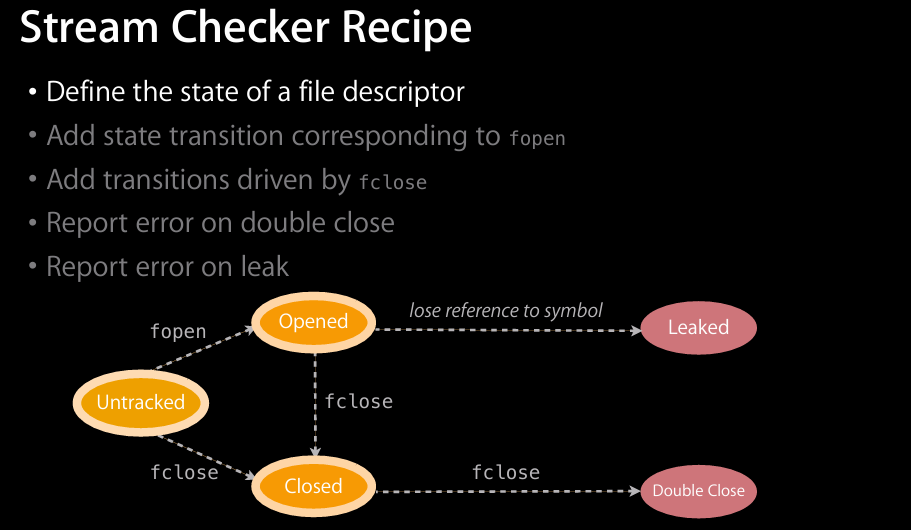 Stream Checker Recipe
• Define the state of a file descriptor
• Add state transition corresponding to fopen
• Add transitions driven by fclose
• Report error on double close
• Report error on leak
Opened
lose reference to symbol
Leaked
fopen
Untracked
fclose
fclose
Closed
fclose
Double Close